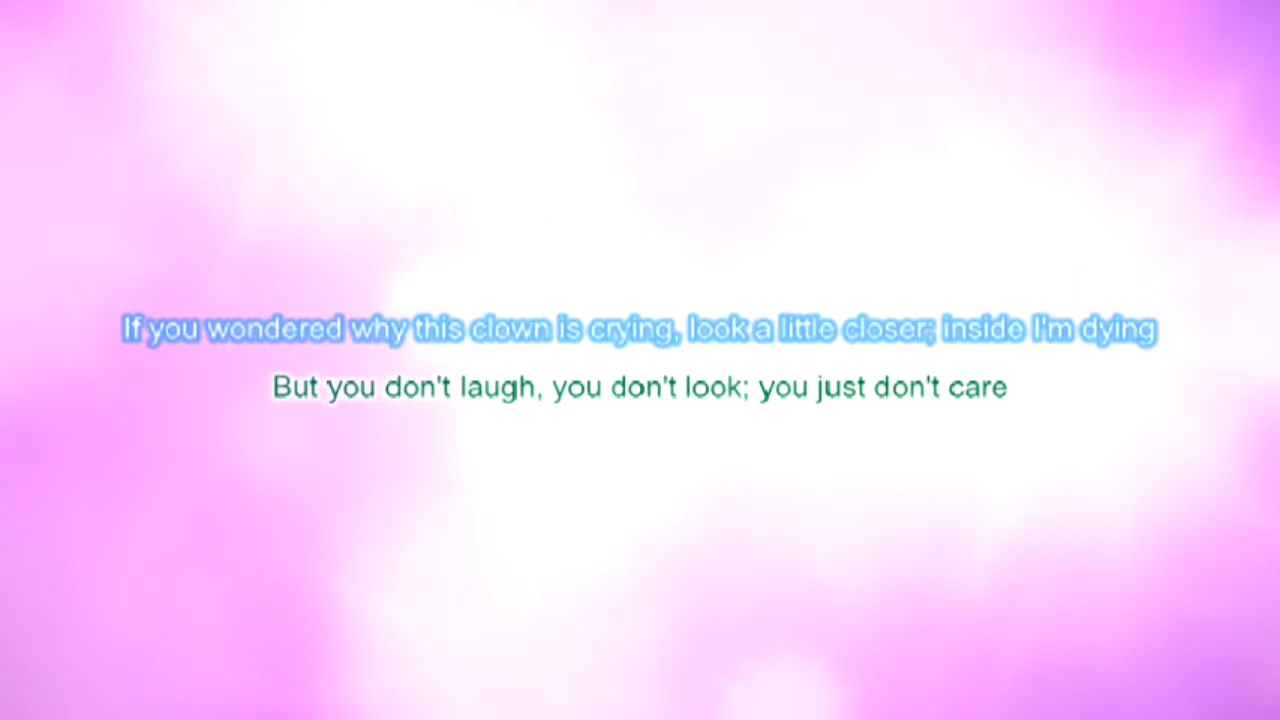 If you wondered why this clown is crying, look a little closer; inside I'm dying
But you don't laugh, you don't look; you just don't care